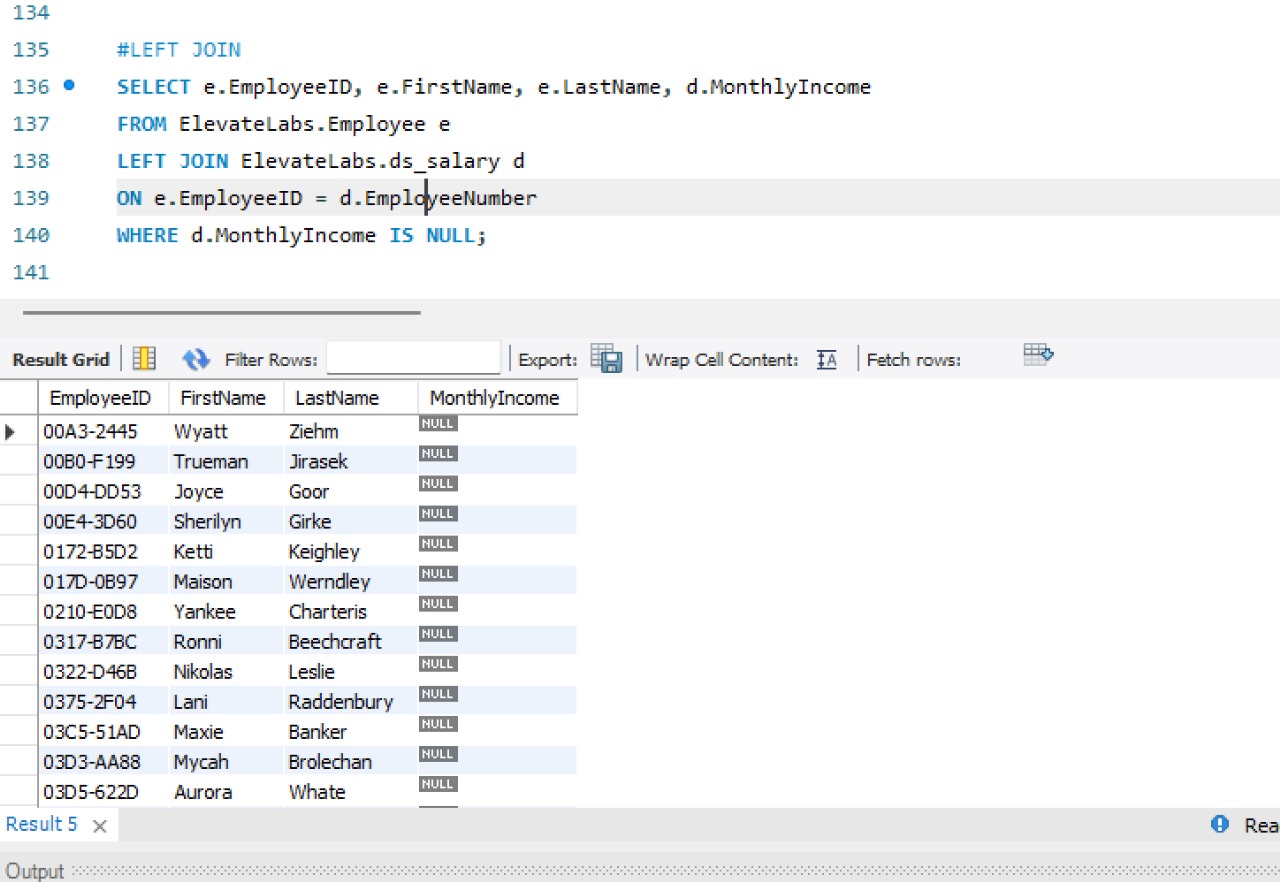 134
135 #LEFT JOIN
136 SELECT e.EmployeeID, e.FirstName, e.LastName, d.MonthlyIncome
137 FROM ElevateLabs.Employee e
138 LEFT JOIN ElevateLabs.ds_salary d
139 ON e.EmployeeID = d.EmployeeNumber
140 WHERE d.MonthlyIncome IS NULL;
141
Result Grid Filter Rows: Export: Wrap Cell Content: IA Fetch rows:
EmployeeID FirstName LastName MonthlyIncome
00A3-2445 Wyatt Ziehm NULL
00B0-F199 Trueman Jirasek NULL
00D4-DD53 Joyce Goor NULL
00E4-3D60 Sherilyn Girke NULL
0172-B5D2 Ketti Keighley NULL
017D-0B97 Maison Werndley NULL
0210-E0D8 Yankee Charteris NULL
0317-B7BC Ronni Beechcraft NULL
0322-D46B Nikolas Leslie NULL
0375-2F04 Lani Raddenbury NULL
03C5-51AD Maxie Banker NULL
03D3-AA88 Mycah Brolechan NULL
03D5-622D Aurora Whate NULL
Result 5 Rea
Output